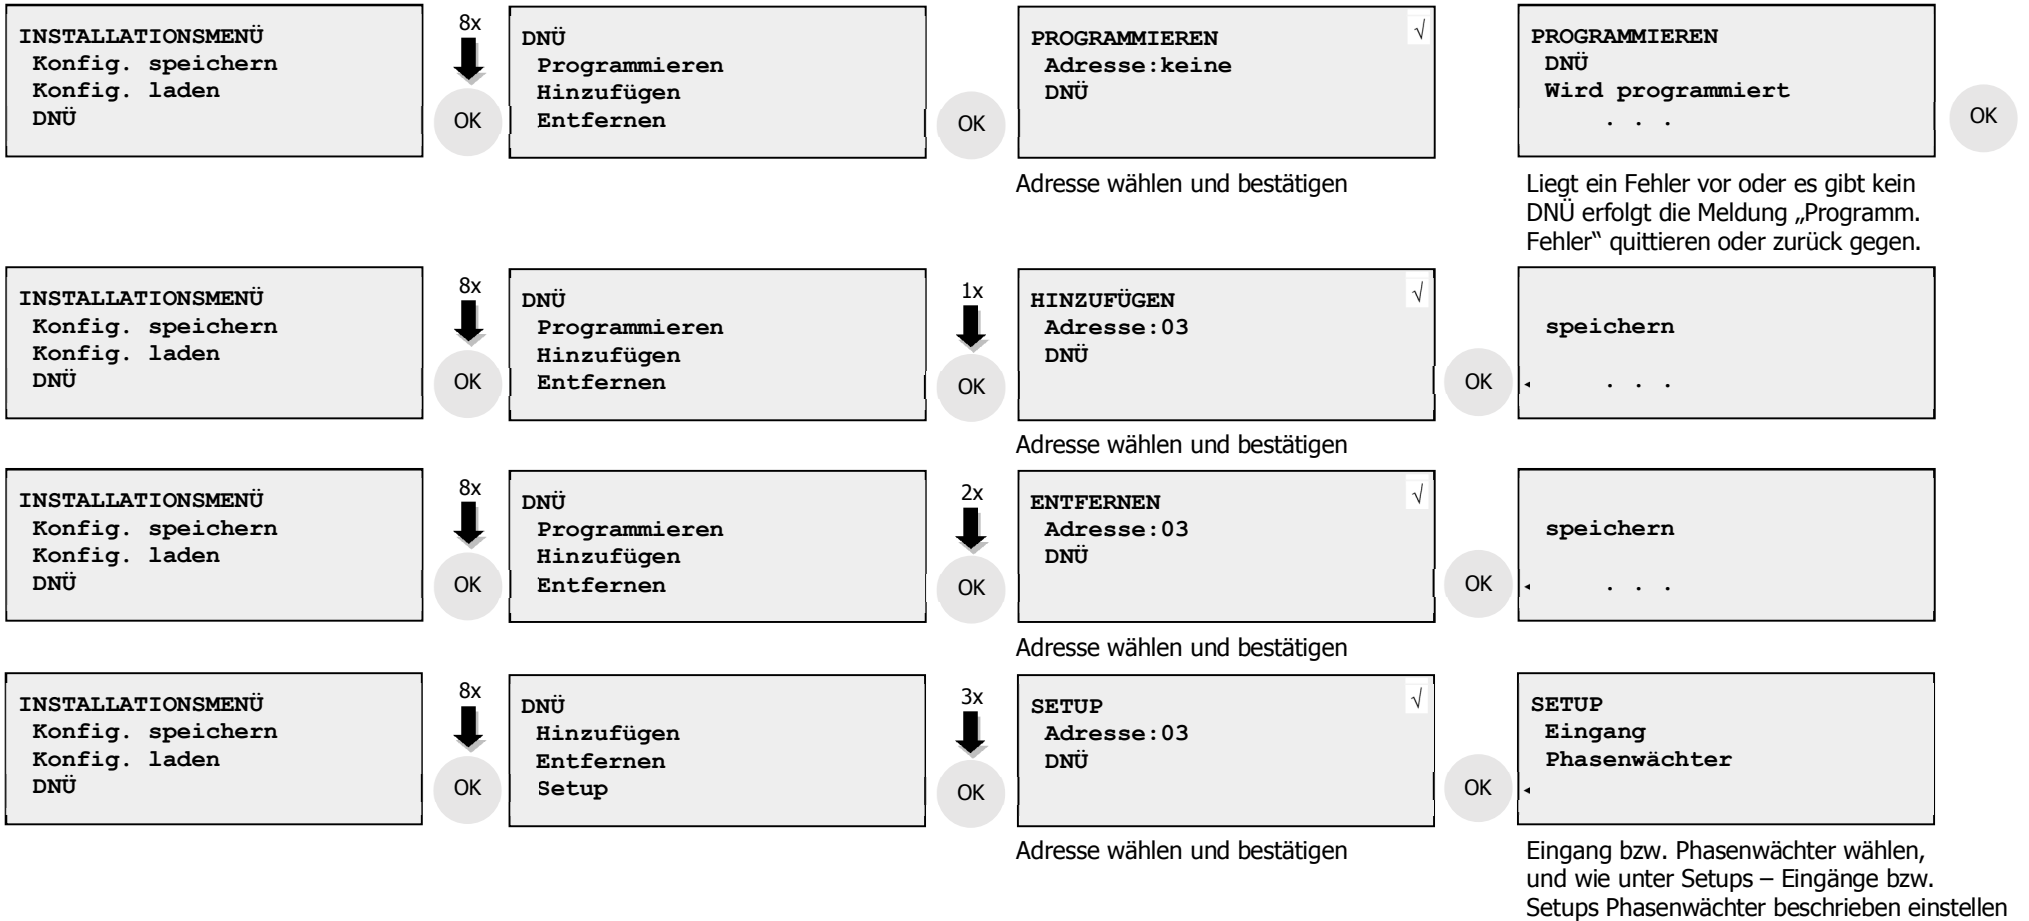 8x
INSTALLATIONSMENÜ
Konfig. speichern
Konfig. laden
DNÜ
OK
DNÜ
Programmieren
Hinzufügen
Entfernen
OK
PROGRAMMIEREN √
Adresse:keine
DNÜ
Adresse wählen und bestätigen
PROGRAMMIEREN
DNÜ
Wird programmiert
. . .
OK
Liegt ein Fehler vor oder es gibt kein
DNÜ erfolgt die Meldung „Programm.
Fehler“ quittieren oder zurück gegen.
INSTALLATIONSMENÜ
Konfig. speichern
Konfig. laden
DNÜ
8x
OK
DNÜ
Programmieren
Hinzufügen
Entfernen
1x
OK
HINZUFÜGEN √
Adresse:03
DNÜ
Adresse wählen und bestätigen
OK
speichern
. . .
INSTALLATIONSMENÜ
Konfig. speichern
Konfig. laden
DNÜ
8x
OK
DNÜ
Programmieren
Hinzufügen
Entfernen
2x
OK
ENTFERNEN √
Adresse:03
DNÜ
Adresse wählen und bestätigen
OK
speichern
. . .
INSTALLATIONSMENÜ
Konfig. speichern
Konfig. laden
DNÜ
8x
OK
DNÜ
Hinzufügen
Entfernen
Setup
3x
OK
SETUP √
Adresse:03
DNÜ
Adresse wählen und bestätigen
OK
SETUP
Eingang
Phasenwächter
Eingang bzw. Phasenwächter wählen,
und wie unter Setups – Eingänge bzw.
Setups Phasenwächter beschrieben einstellen